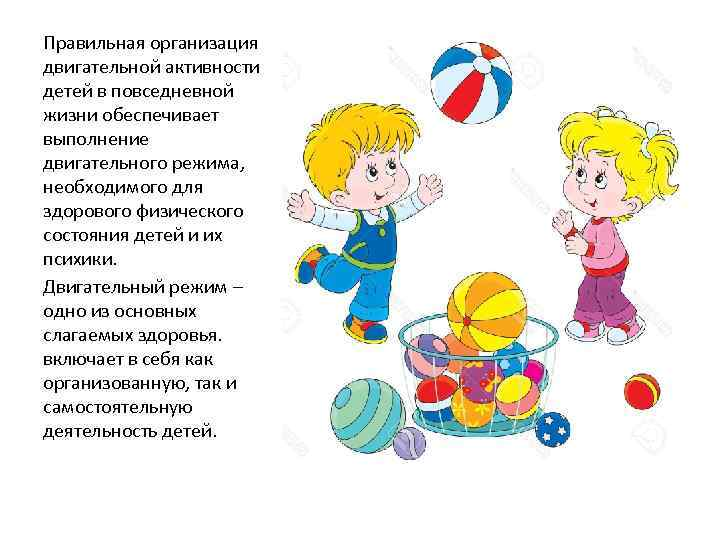 Правильная организация
двигательной активности
детей в повседневной
жизни обеспечивает
выполнение
двигательного режима,
необходимого для
здорового физического
состояния детей и их
психики.
Двигательный режим –
одно из основных
слагаемых здоровья.
включает в себя как
организованную, так и
самостоятельную
деятельность детей.